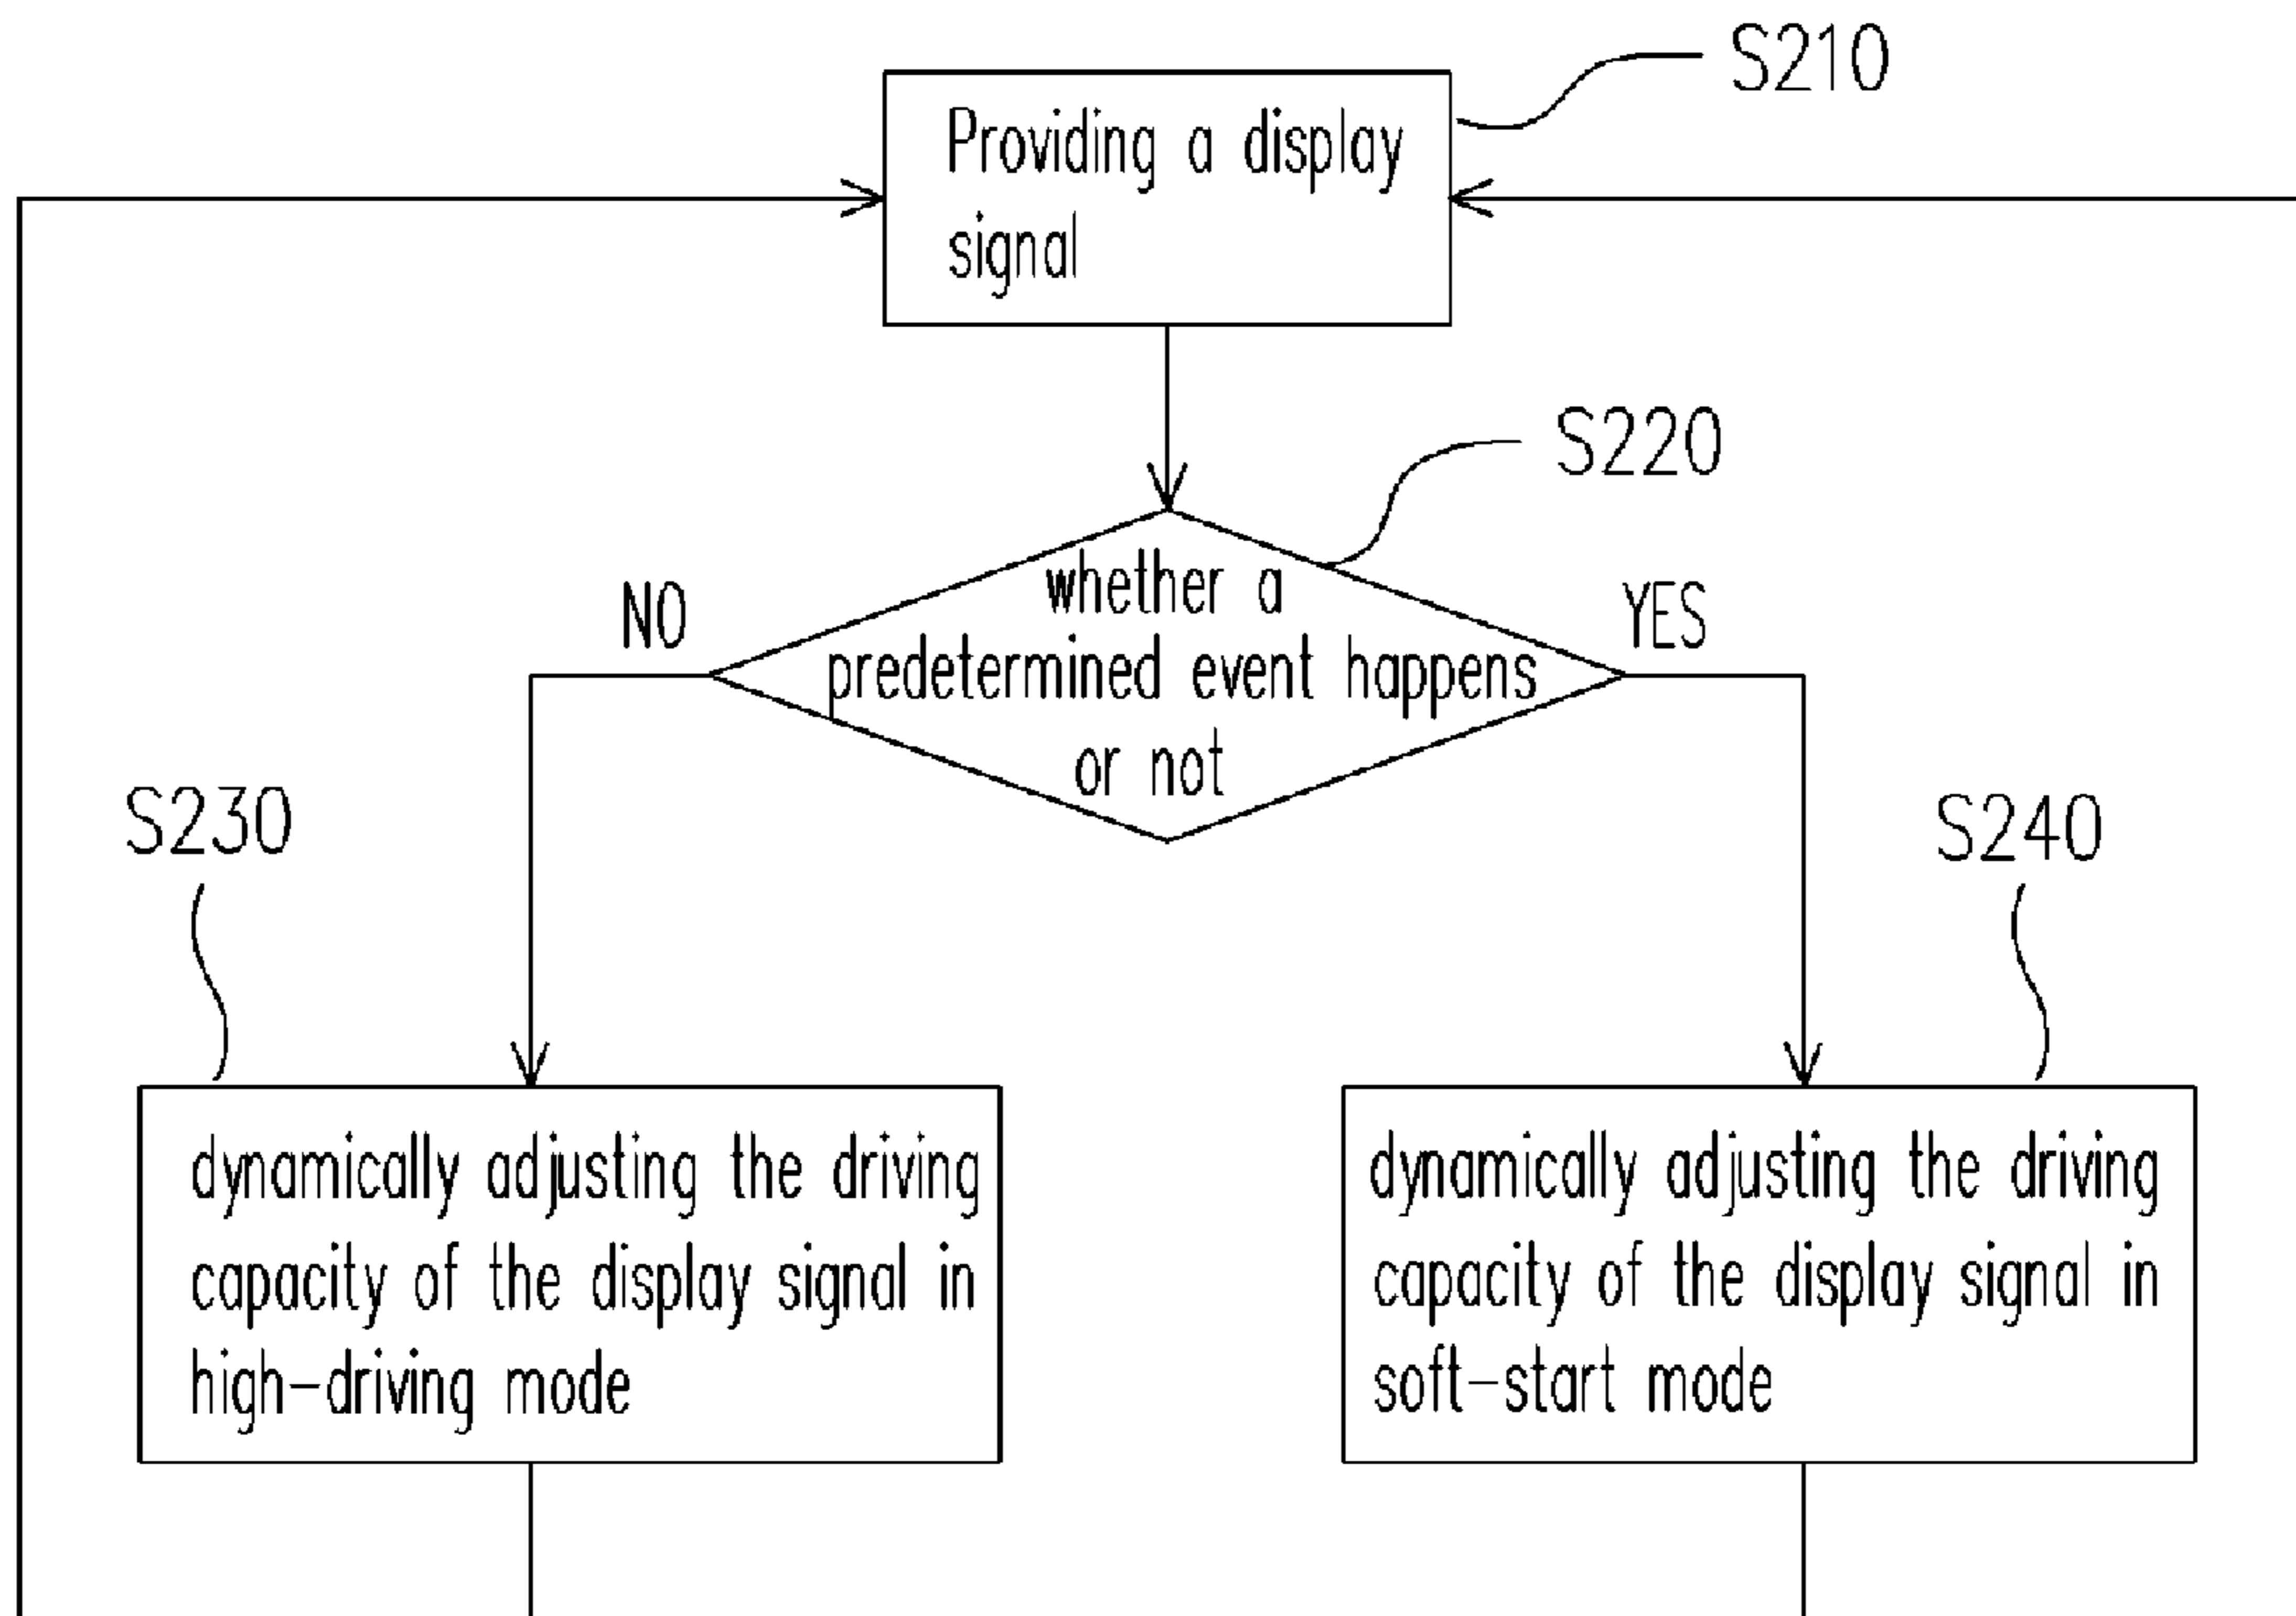 S210
Providing a display
signal
S220
whether a
predetermined event happens
or not
NO
YES
S230
S240
dynamically adjusting the driving
capacity of the display signal in
high-driving mode
dynamically adjusting the driving
capacity of the display signal in
soft-start mode